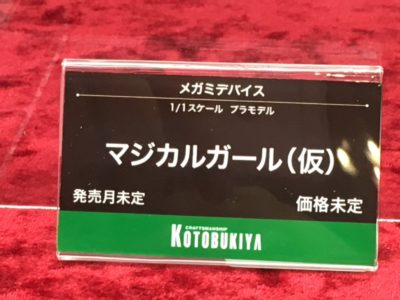 メガミデバイス
1/1スケール プラモデル
マジカルガール(仮)
発売月未定 価格未定
CRAFTSMANSHIP
KOTOBUKIYA